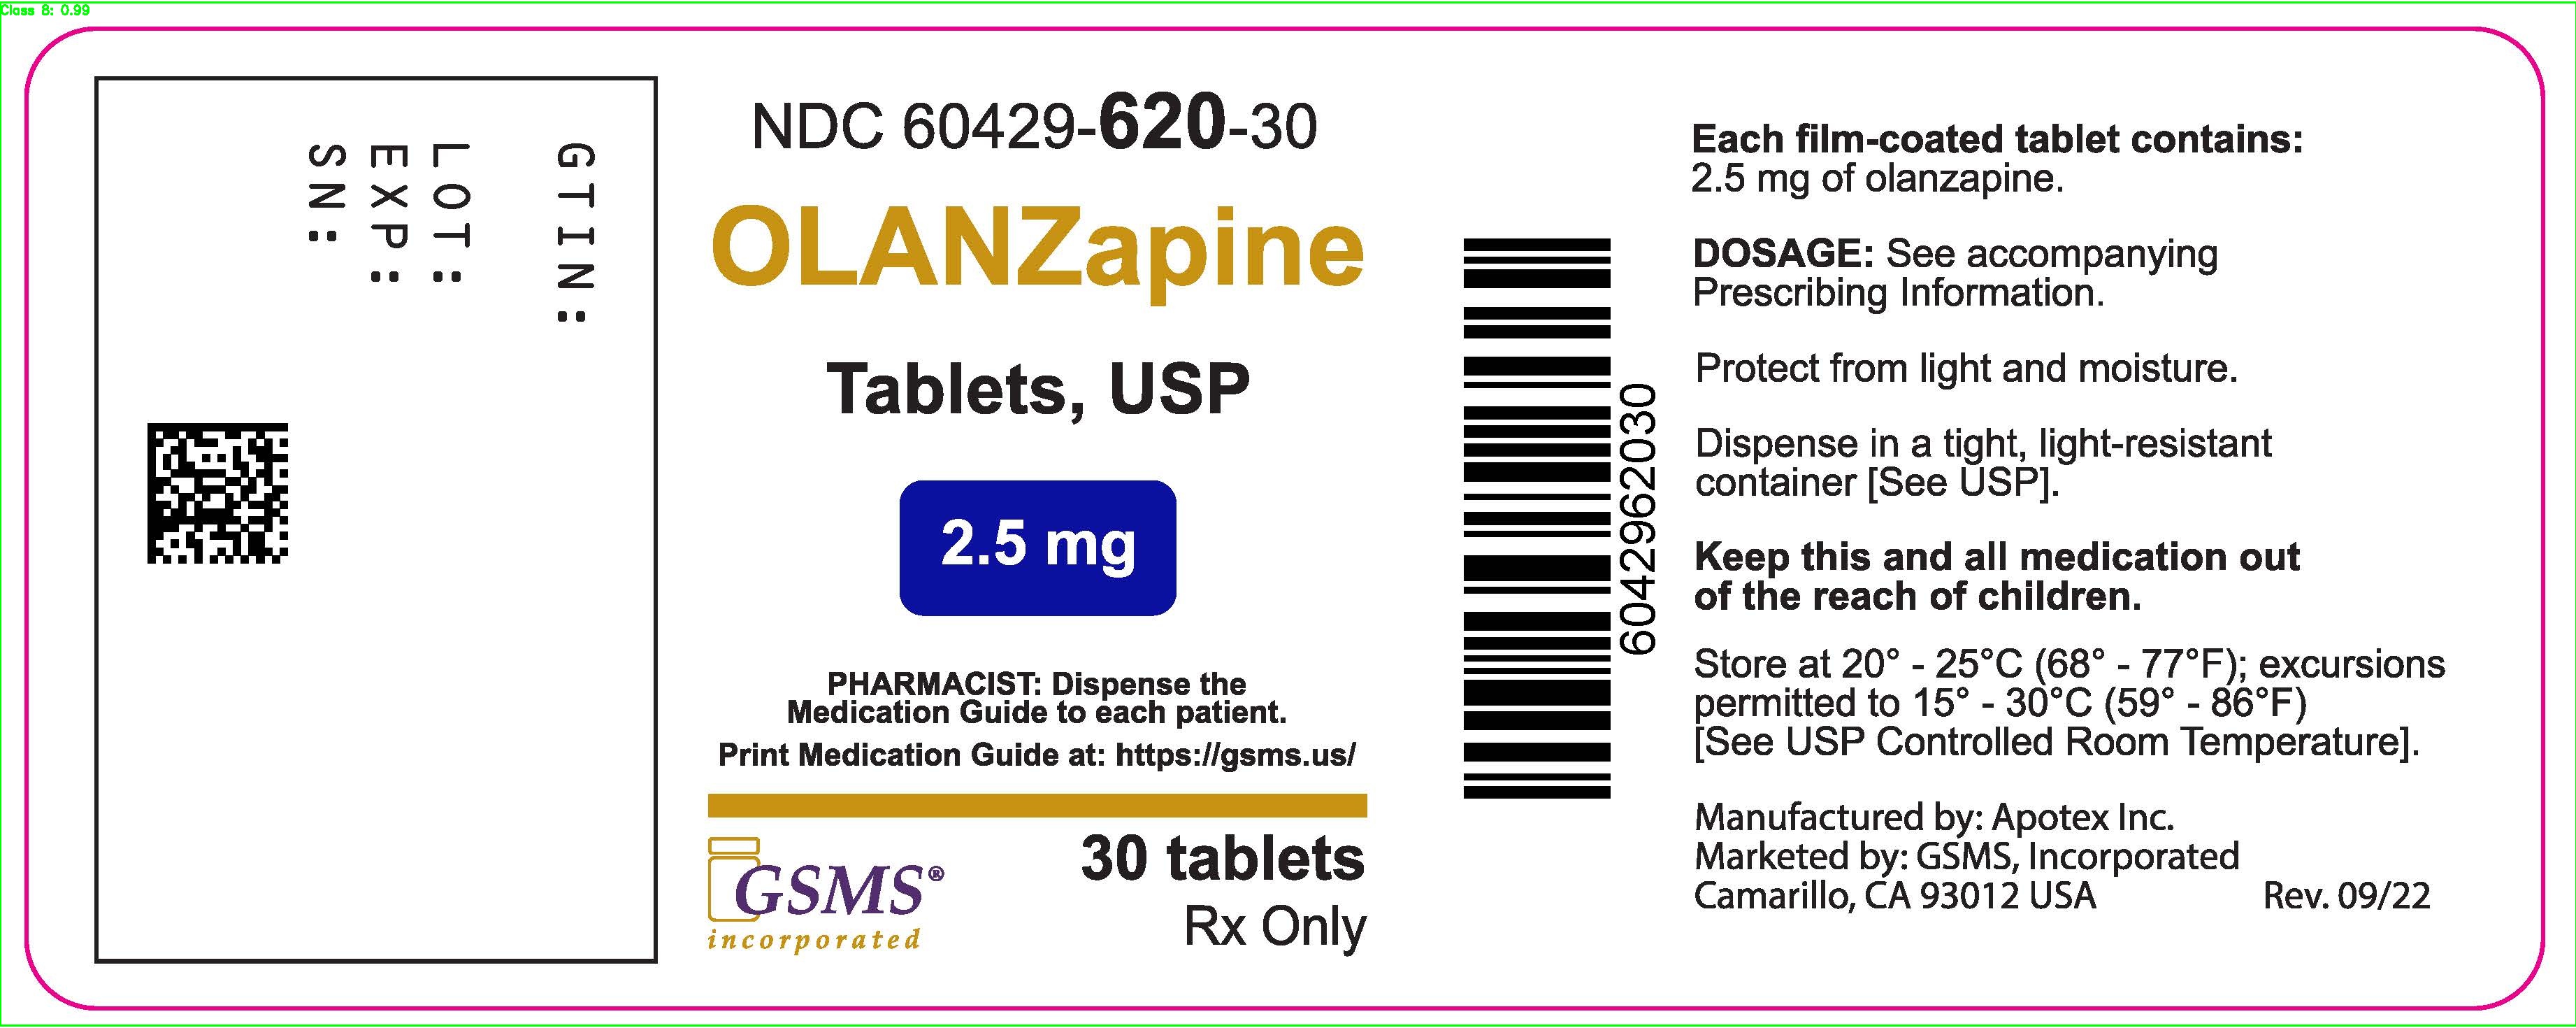 Class 8: 0.99
GTIN:
LOT:
EXP:
SN:
NDC 60429-620-30
OLANZapine
Tablets, USP
2.5 mg
PHARMACIST: Dispense the
Medication Guide to each patient.
Print Medication Guide at: https://gsms.us/
GSMS®
incorporated
30 tablets
Rx Only
6042962030
Each film-coated tablet contains:
2.5 mg of olanzapine.
DOSAGE: See accompanying
Prescribing Information.
Protect from light and moisture.
Dispense in a tight, light-resistant
container [See USP].
Keep this and all medication out
of the reach of children.
Store at 20° - 25°C (68° - 77°F); excursions
permitted to 15° - 30°C (59° - 86°F)
[See USP Controlled Room Temperature].
Manufactured by: Apotex Inc.
Marketed by: GSMS, Incorporated
Camarillo, CA 93012 USA Rev. 09/22